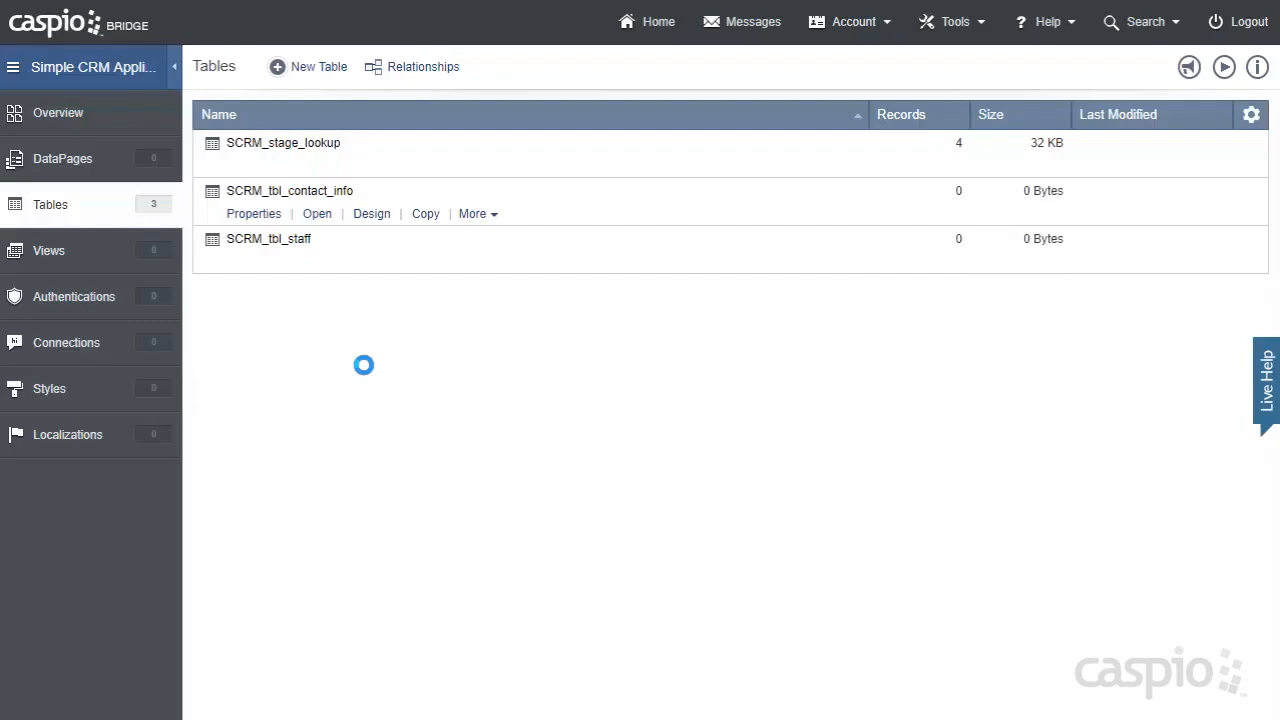 caspio BRIDGE Home Messages Account Tools ? Help Search Logout
Simple CRM Appli... Tables New Table Relationships
Overview
DataPages 0
Tables 3
Views 0
Authentications 0
Connections 0
Styles 0
Localizations 0
Name Records Size Last Modified
SCRM_stage_lookup 4 32 KB
SCRM_tbl_contact_info 0 0 Bytes
Properties | Open | Design | Copy | More
SCRM_tbl_staff 0 0 Bytes
Live Help
caspio